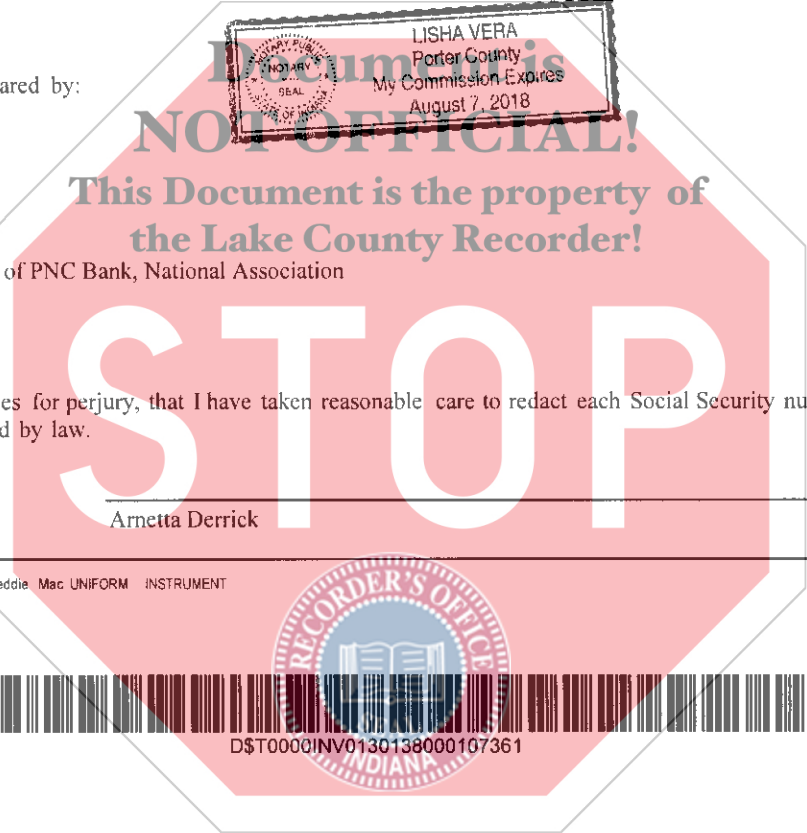 LISHA VERA
NOTARY PUBLIC
NOTARY
SEAL
STATE OF INDIANA
Porter County
My Commission Expires
August 7, 2018
ared by:
Document is
NOT OFFICIAL!
This Document is the property of
the Lake County Recorder!
of PNC Bank, National Association
STOP
es for perjury, that I have taken reasonable care to redact each Social Security nu
d by law.
Arnetta Derrick
eddie Mac UNIFORM INSTRUMENT
RECORDER'S OFFICE
SEAL
INDIANA
D$T0000INV0130138000107361